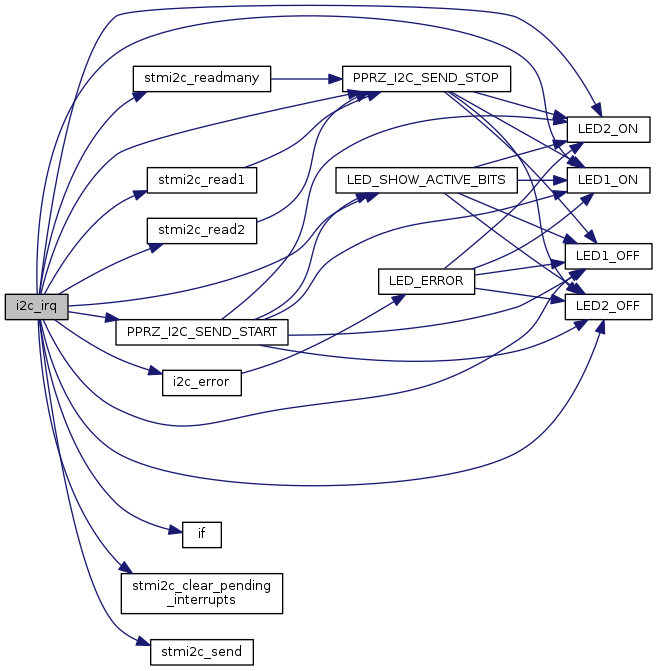 stmi2c_readmany
PPRZ_I2C_SEND_STOP
LED2_ON
stmi2c_read1
LED_SHOW_ACTIVE_BITS
LED1_ON
stmi2c_read2
LED1_OFF
LED_ERROR
i2c_irq
LED2_OFF
PPRZ_I2C_SEND_START
i2c_error
if
stmi2c_clear_pending
_interrupts
stmi2c_send